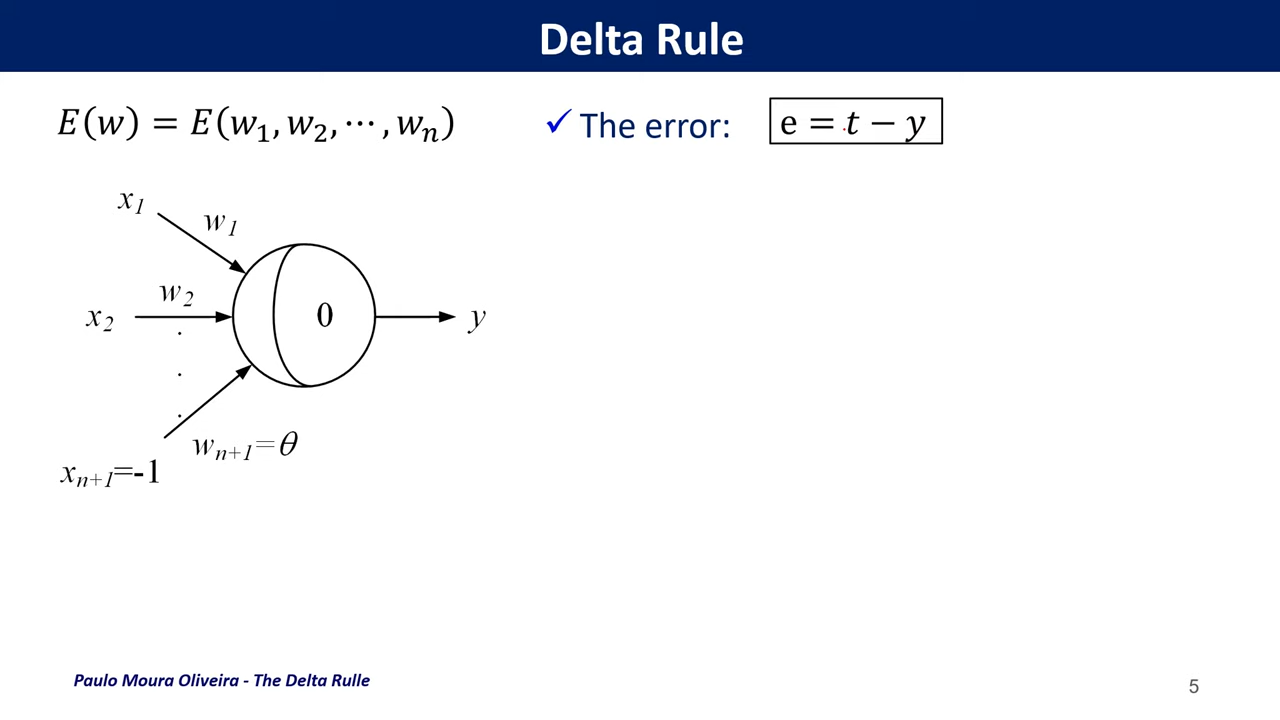 Delta Rule
E(w) = E(w₁, w₂, ⋯, wₙ)
✓ The error:
e = t − y
x₁
w₁
w₂
x₂
0
y
.
.
.
wₙ₊₁=θ
xₙ₊₁=-1
Paulo Moura Oliveira - The Delta Rulle
5